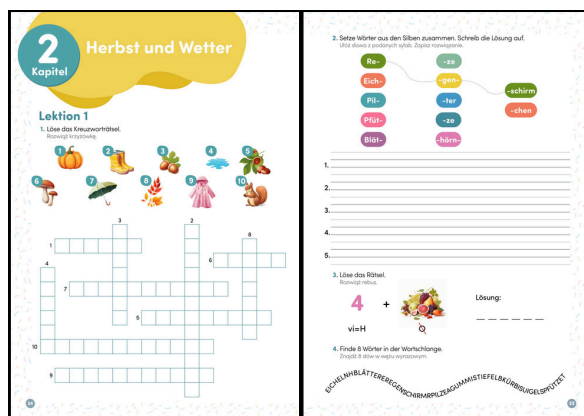 2
Kapitel
Herbst und Wetter
Lektion 1
1. Löse das Kreuzworträtsel.
Rozwiąż krzyżówkę.
1 2 3 4 5
6 7 8 9 10
3 2
8
1
6
4
7
5
10
9
24
2. Setze Wörter aus den Silben zusammen. Schreib die Lösung auf.
Ułóż słowa z podanych sylab. Zapisz rozwiązanie.
Re- -ze
Eich- -gen- -schirm
Pil- -ter -chen
Pfüt- -ze
Blät- -hörn-
1.
2.
3.
4.
5.
3. Löse das Rätsel.
Rozwiąż rebus.
4 + Lösung:
vi=H
4. Finde 8 Wörter in der Wortschlange.
Znajdź 8 słów w wężu wyrazowym.
EICHELNHBLÄTTEREREGENSCHIRMRPILZEAGUMMISTIEFELBKÜRBISUIGELSPFÜTZET
25